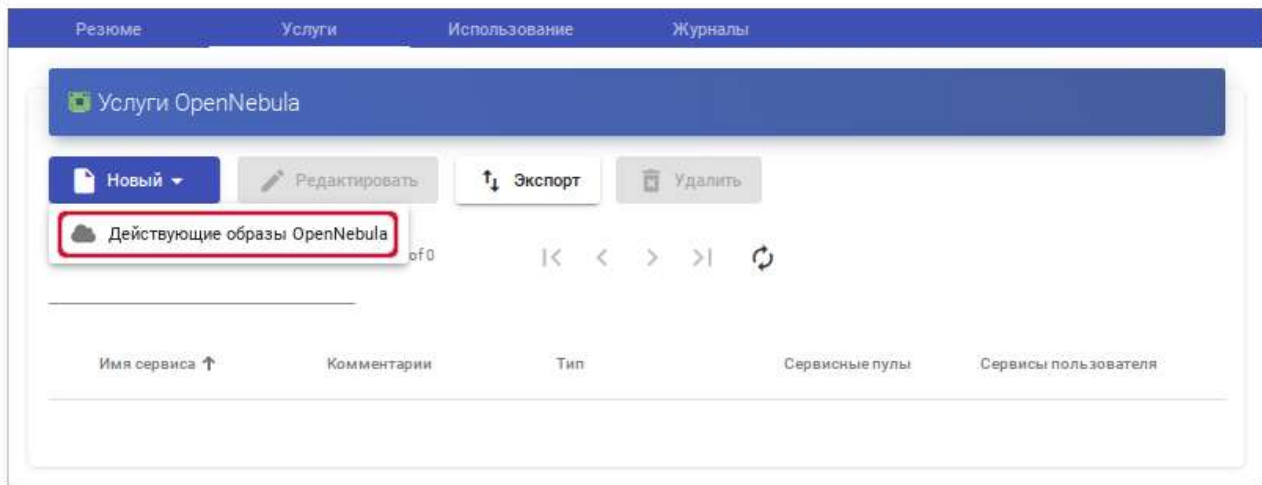 Резюме Услуги Использование Журналы
Услуги OpenNebula
Новый Редактировать Экспорт Удалить
Действующие образы OpenNebula
of 0
Имя сервиса Комментарии Тип Сервисные пулы Сервисы пользователя